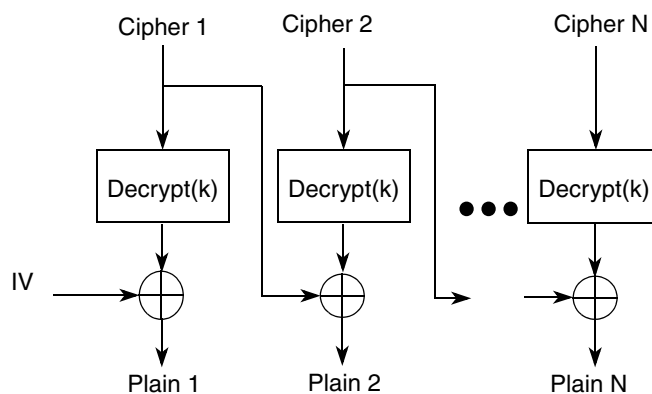 Cipher 1
Cipher 2
Cipher N
Decrypt(k)
Decrypt(k)
Decrypt(k)
IV
Plain 1
Plain 2
Plain N